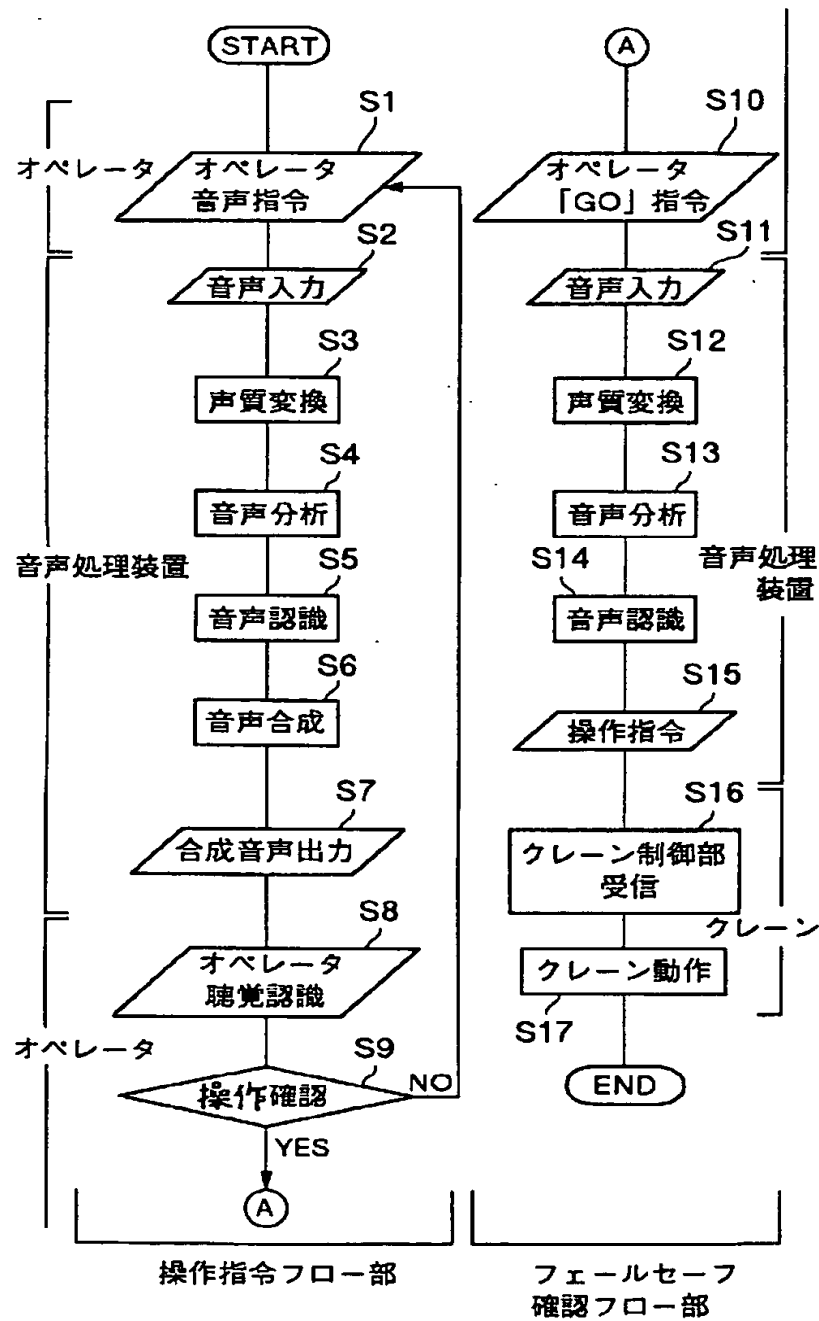 START
S1
オペレータ
オペレータ
音声指令
S2
音声入力
S3
声質変換
S4
音声分析
音声処理装置
S5
音声認識
S6
音声合成
S7
合成音声出力
S8
オペレータ
聴覚認識
オペレータ
S9
操作確認
NO
YES
A
操作指令フロー部
A
S10
オペレータ
「GO」指令
S11
音声入力
S12
声質変換
S13
音声分析
S14
音声認識
音声処理
装置
S15
操作指令
S16
クレーン制御部
受信
クレーン
クレーン動作
S17
END
フェールセーフ
確認フロー部